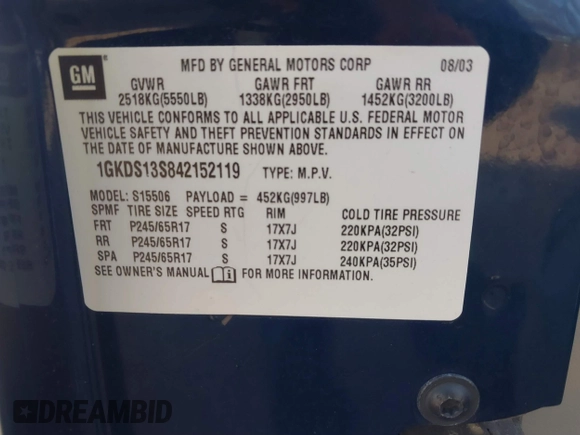 GM
MFD BY GENERAL MOTORS CORP 08/03
GVWR GAWR FRT GAWR RR
2518KG(5550LB) 1338KG(2950LB) 1452KG(3200LB)
THIS VEHICLE CONFORMS TO ALL APPLICABLE U.S. FEDERAL MOTOR
VEHICLE SAFETY AND THEFT PREVENTION STANDARDS IN EFFECT ON
THE DATE OF MANUFACTURE SHOWN ABOVE.
1GKDS13S842152119 TYPE: M.P.V.
MODEL: S15506 PAYLOAD = 452KG(997LB)
SPMF TIRE SIZE SPEED RTG RIM COLD TIRE PRESSURE
FRT P245/65R17 S 17X7J 220KPA(32PSI)
RR P245/65R17 S 17X7J 220KPA(32PSI)
SPA P245/65R17 S 17X7J 240KPA(35PSI)
SEE OWNER'S MANUAL FOR MORE INFORMATION.
DREAMBID